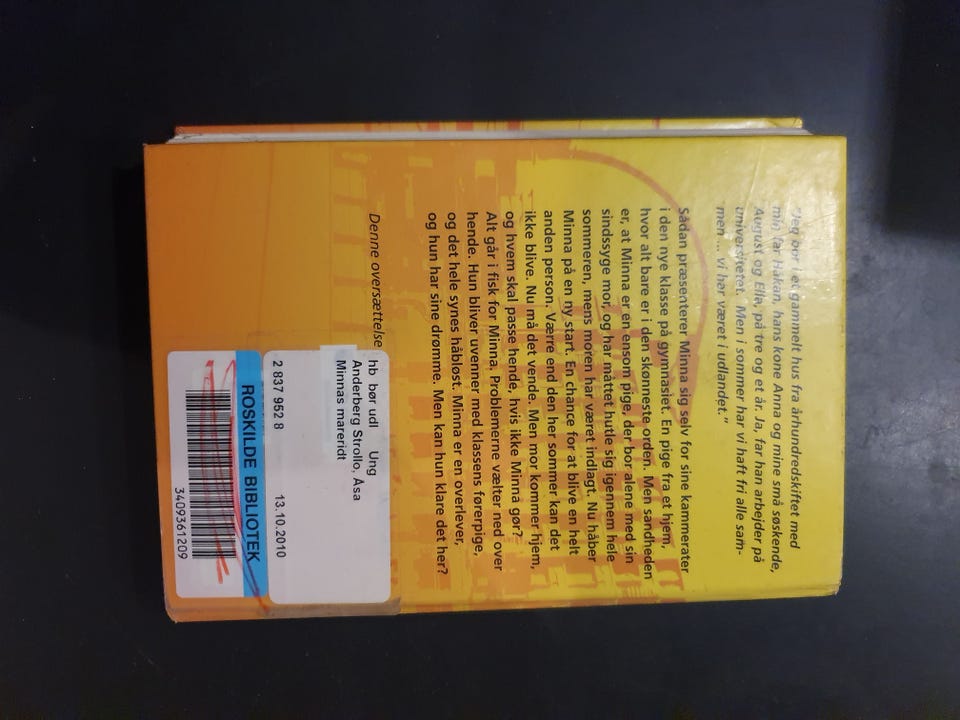 "Jeg bor i et gammelt hus fra århundredskiftet med
min far Håkan, hans kone Anna og mine små søskende,
August og Ella, på tre og et år. Ja, far han arbejder på
universitetet. Men i sommer har vi haft fri alle sam-
men ... vi har været i udlandet."
Sådan præsenterer Minna sig selv for sine kammerater
i den nye klasse på gymnasiet. En pige fra et hjem,
hvor alt bare er i den skønneste orden. Men sandheden
er, at Minna er en ensom pige, der bor alene med sin
sindssyge mor, og har måttet hutle sig igennem hele
sommeren, mens moren har været indlagt. Nu håber
Minna på en ny start. En chance for at blive en helt
anden person. Værre end den her sommer kan det
ikke blive. Nu må det vende. Men mor kommer hjem,
og hvem skal passe hende, hvis ikke Minna gør?
Alt går i fisk for Minna. Problemerne vælter ned over
hende. Hun bliver uvenner med klassens førerpige,
og det hele synes håbløst. Minna er en overlever,
og hun har sine drømme. Men kan hun klare det her?
Denne oversættelse
hb bør udl Ung
Anderberg Strollo, Åsa
Minnas mareridt
2 837 952 8 13.10.2010
ROSKILDE BIBLIOTEK
3409361209